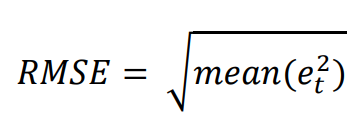 RMSE = √mean(e_t^2)